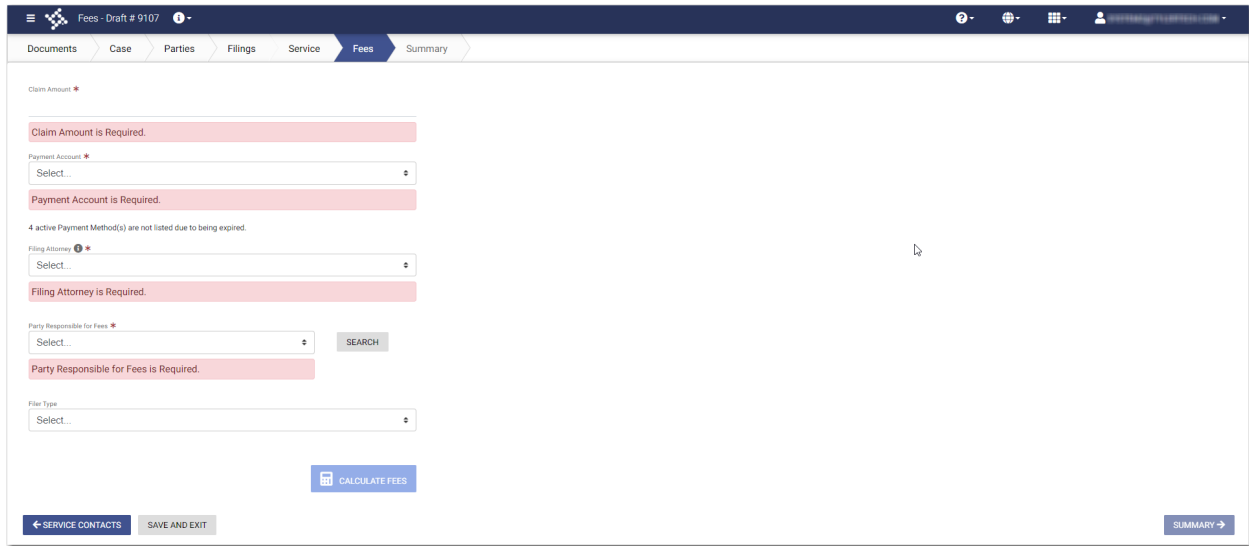 Fees - Draft # 9107
Documents Case Parties Filings Service Fees Summary
Claim Amount *
Claim Amount is Required.
Payment Account *
Select...
Payment Account is Required.
4 active Payment Method(s) are not listed due to being expired.
Filing Attorney *
Select...
Filing Attorney is Required.
Party Responsible for Fees *
Select... SEARCH
Party Responsible for Fees is Required.
Filer Type
Select...
CALCULATE FEES
SERVICE CONTACTS SAVE AND EXIT SUMMARY